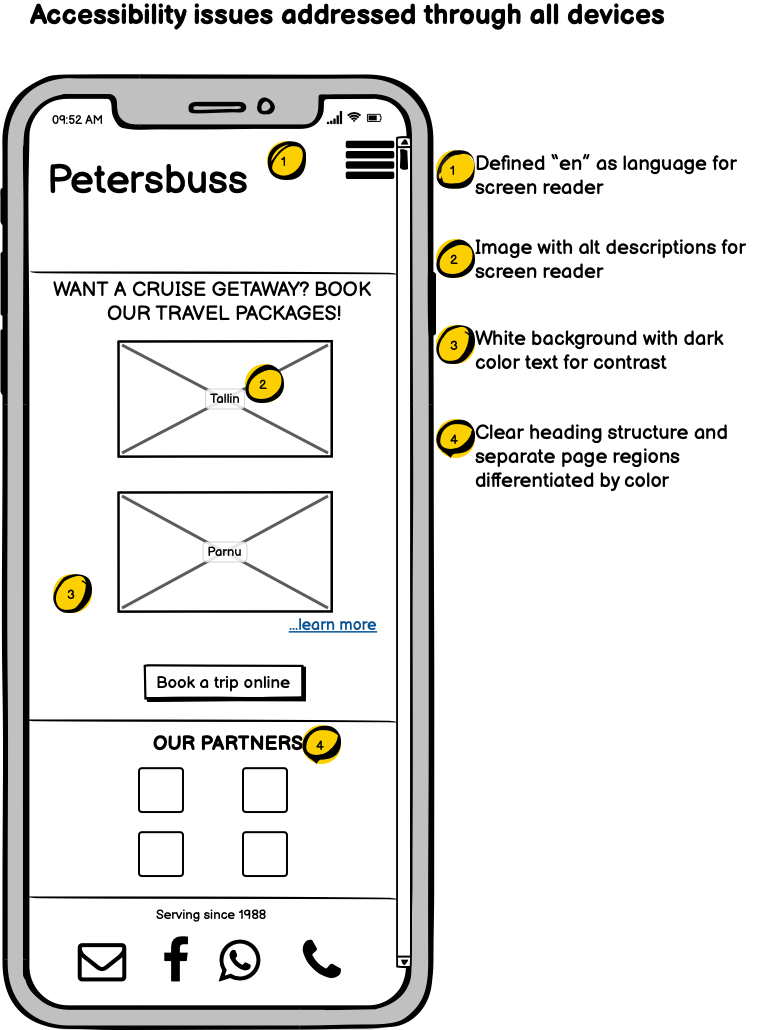 Accessibility issues addressed through all devices
09:52 AM
Petersbuss
1
1
Defined “en” as language for
screen reader
2
Image with alt descriptions for
screen reader
WANT A CRUISE GETAWAY? BOOK
OUR TRAVEL PACKAGES!
3
White background with dark
color text for contrast
Tallin
2
4
Clear heading structure and
separate page regions
differentiated by color
Parnu
3
...learn more
Book a trip online
OUR PARTNERS
4
Serving since 1988